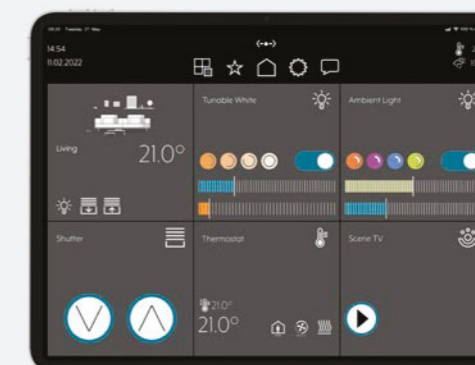 14:54
11.02.2022
Tunable White
Ambient Light
Living
21.0°
Shutter
Thermostat
Scene TV
21.0°
21.0°